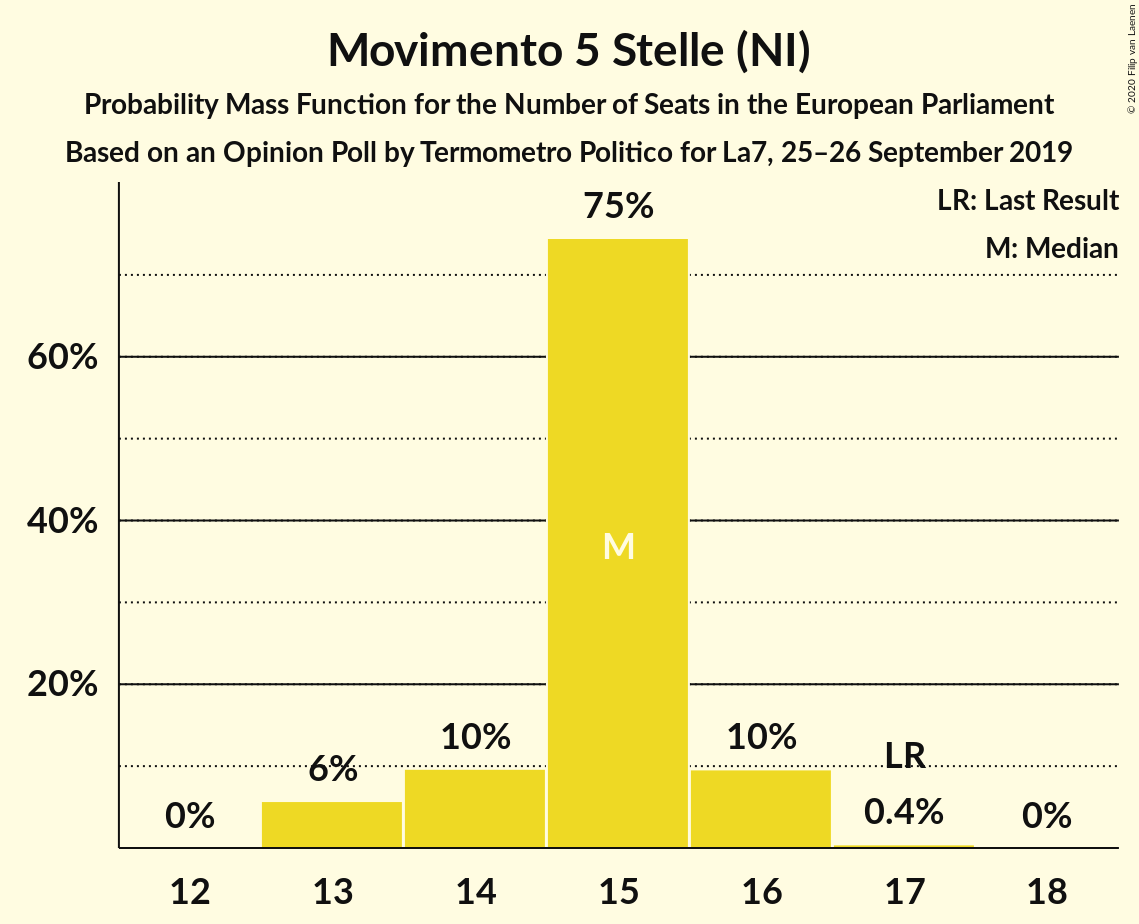 Movimento 5 Stelle (NI)
Probability Mass Function for the Number of Seats in the European Parliament
Based on an Opinion Poll by Termometro Politico for La7, 25–26 September 2019
© 2020 Filip van Laenen
LR: Last Result
M: Median
75%
60%
40%
20%
M
0%
6%
10%
10%
LR
0.4%
0%
12 13 14 15 16 17 18